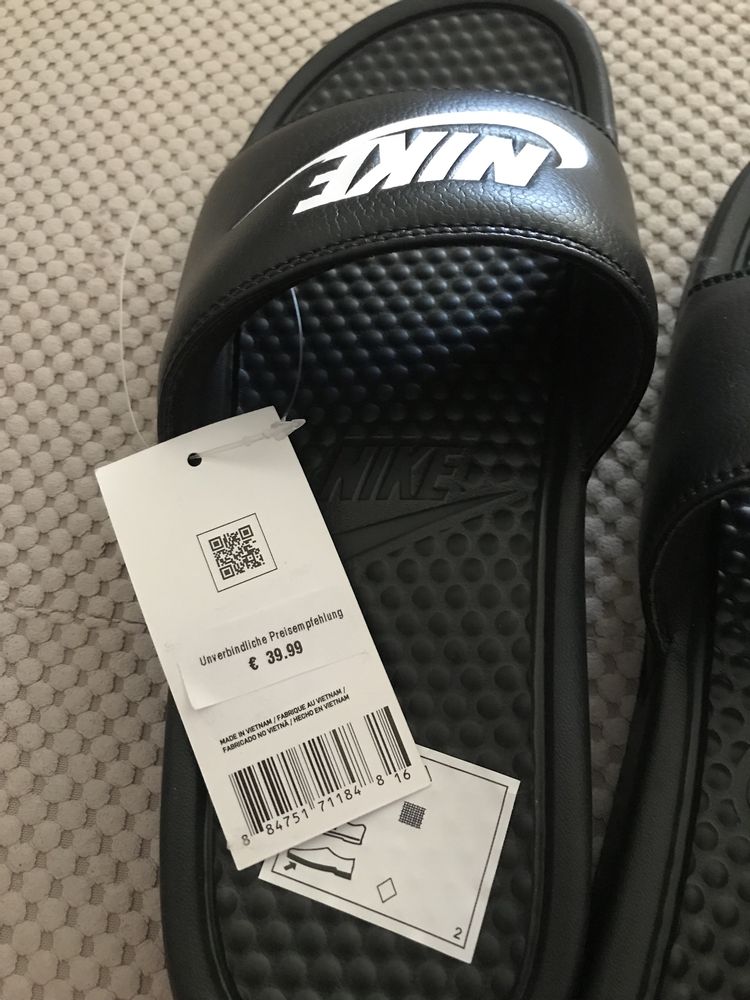 NIKE
NIKE
Unverbindliche Preisempfehlung
€ 39.99
MADE IN VIETNAM / FABRIQUE AU VIETNAM /
FABRICADO NO VIETNÃ / HECHO EN VIETNAM
8 84751 71184 8 16
2